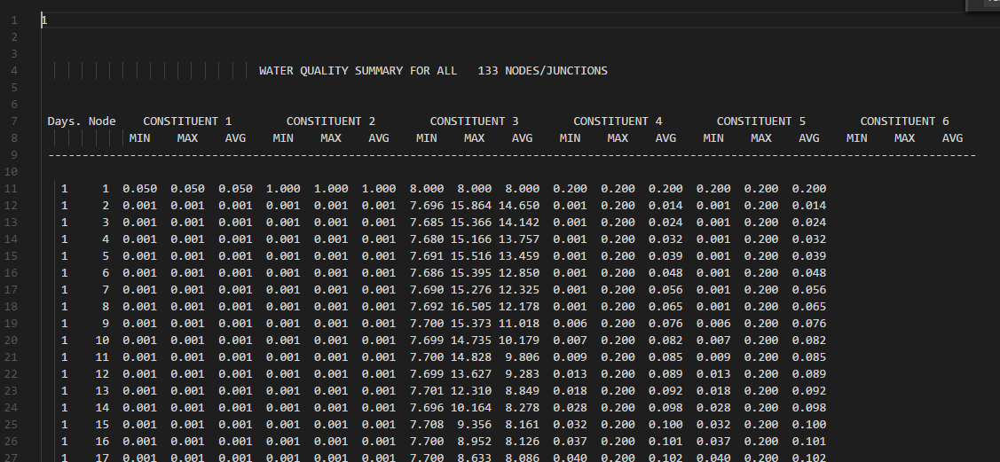 1 1
2
3
4 WATER QUALITY SUMMARY FOR ALL 133 NODES/JUNCTIONS
5
6
7 Days. Node CONSTITUENT 1 CONSTITUENT 2 CONSTITUENT 3 CONSTITUENT 4 CONSTITUENT 5 CONSTITUENT 6
8 MIN MAX AVG MIN MAX AVG MIN MAX AVG MIN MAX AVG MIN MAX AVG MIN MAX AVG
9 ----------------------------------------------------------------------------------------------------------------------------------------
10
11 1 1 0.050 0.050 0.050 1.000 1.000 1.000 8.000 8.000 8.000 0.200 0.200 0.200 0.200 0.200 0.200
12 1 2 0.001 0.001 0.001 0.001 0.001 0.001 7.696 15.864 14.650 0.001 0.200 0.014 0.001 0.200 0.014
13 1 3 0.001 0.001 0.001 0.001 0.001 0.001 7.685 15.366 14.142 0.001 0.200 0.024 0.001 0.200 0.024
14 1 4 0.001 0.001 0.001 0.001 0.001 0.001 7.680 15.166 13.757 0.001 0.200 0.032 0.001 0.200 0.032
15 1 5 0.001 0.001 0.001 0.001 0.001 0.001 7.691 15.516 13.459 0.001 0.200 0.039 0.001 0.200 0.039
16 1 6 0.001 0.001 0.001 0.001 0.001 0.001 7.686 15.395 12.850 0.001 0.200 0.048 0.001 0.200 0.048
17 1 7 0.001 0.001 0.001 0.001 0.001 0.001 7.690 15.276 12.325 0.001 0.200 0.056 0.001 0.200 0.056
18 1 8 0.001 0.001 0.001 0.001 0.001 0.001 7.692 16.505 12.178 0.001 0.200 0.065 0.001 0.200 0.065
19 1 9 0.001 0.001 0.001 0.001 0.001 0.001 7.700 15.373 11.018 0.006 0.200 0.076 0.006 0.200 0.076
20 1 10 0.001 0.001 0.001 0.001 0.001 0.001 7.699 14.735 10.179 0.007 0.200 0.082 0.007 0.200 0.082
21 1 11 0.001 0.001 0.001 0.001 0.001 0.001 7.700 14.828 9.806 0.009 0.200 0.085 0.009 0.200 0.085
22 1 12 0.001 0.001 0.001 0.001 0.001 0.001 7.699 13.627 9.283 0.013 0.200 0.089 0.013 0.200 0.089
23 1 13 0.001 0.001 0.001 0.001 0.001 0.001 7.701 12.310 8.849 0.018 0.200 0.092 0.018 0.200 0.092
24 1 14 0.001 0.001 0.001 0.001 0.001 0.001 7.696 10.164 8.278 0.028 0.200 0.098 0.028 0.200 0.098
25 1 15 0.001 0.001 0.001 0.001 0.001 0.001 7.708 9.356 8.161 0.032 0.200 0.100 0.032 0.200 0.100
26 1 16 0.001 0.001 0.001 0.001 0.001 0.001 7.700 8.952 8.126 0.037 0.200 0.101 0.037 0.200 0.101
27 1 17 0.001 0.001 0.001 0.001 0.001 0.001 7.700 8.633 8.086 0.040 0.200 0.102 0.040 0.200 0.102